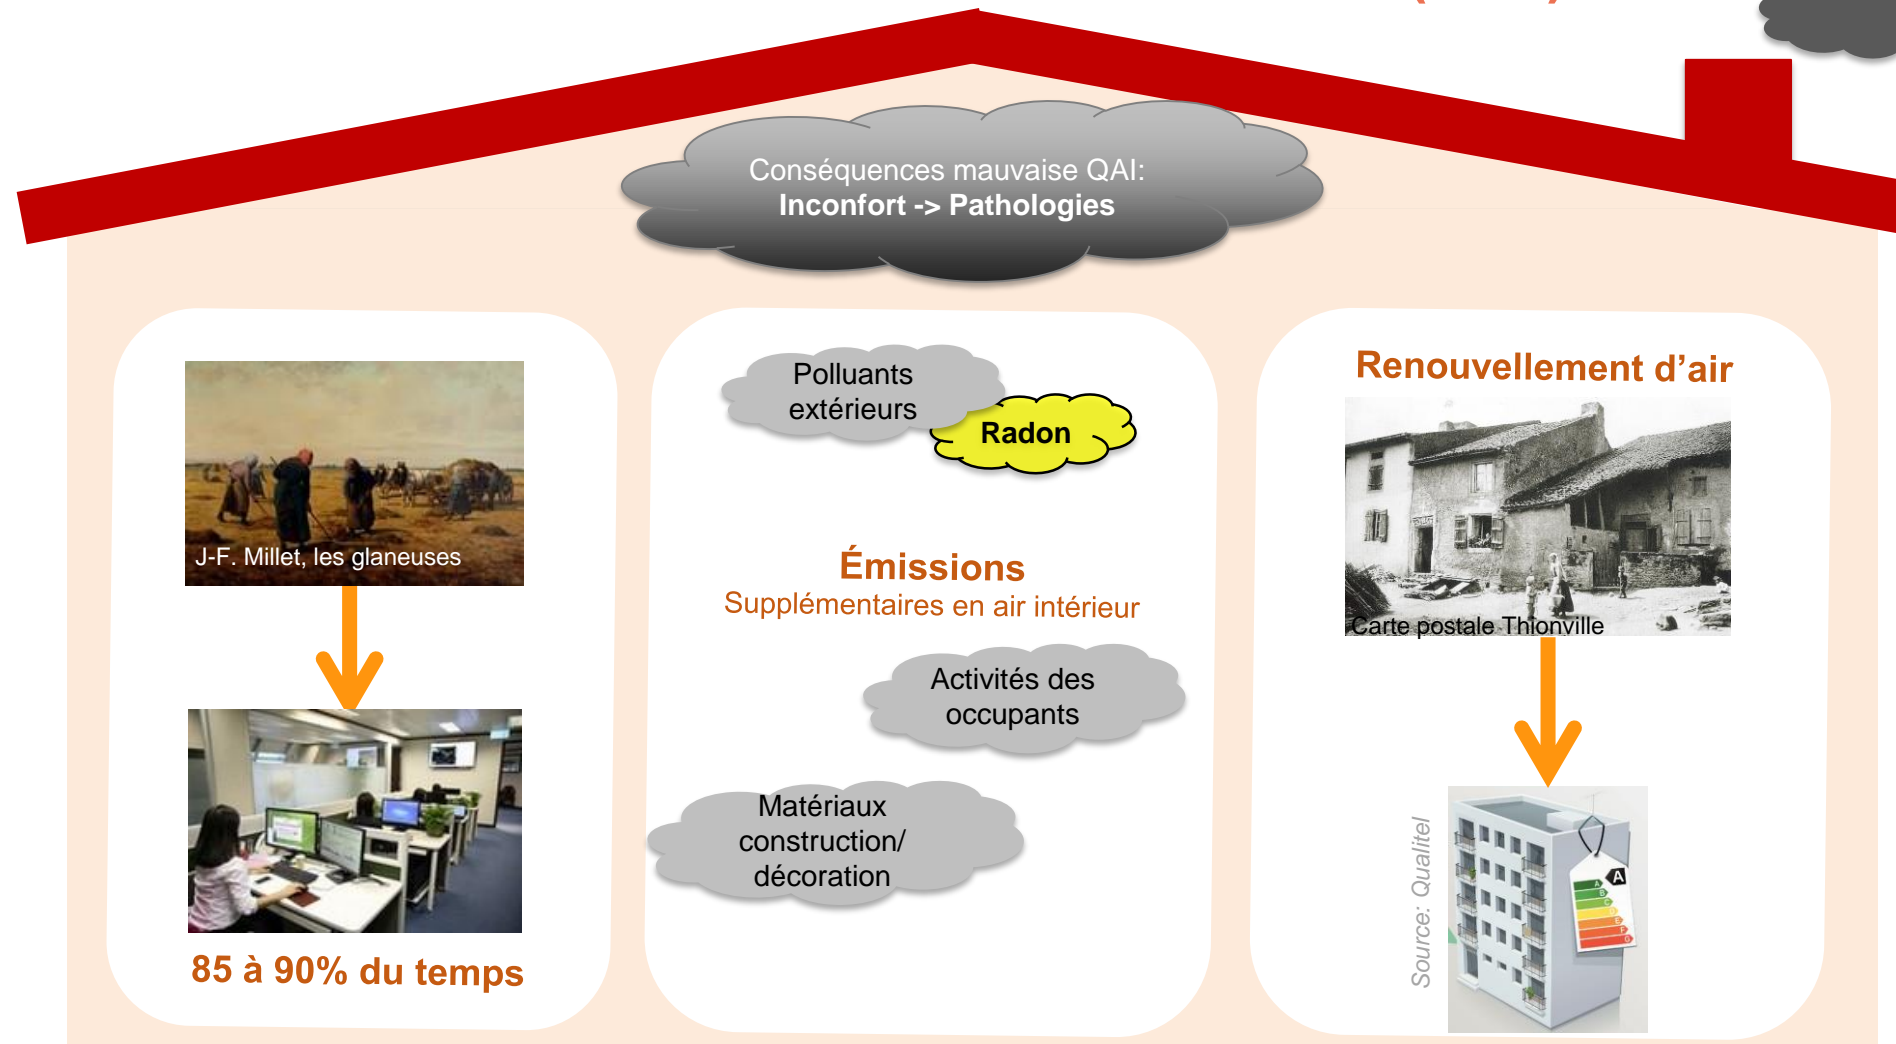 Conséquences mauvaise QAI:
Inconfort -> Pathologies
J-F. Millet, les glaneuses
85 à 90% du temps
Polluants
extérieurs
Radon
Émissions
Supplémentaires en air intérieur
Activités des
occupants
Matériaux
construction/
décoration
Renouvellement d'air
Carte postale Thionville
Source: Qualitel
A
A
B
C
E
F
G